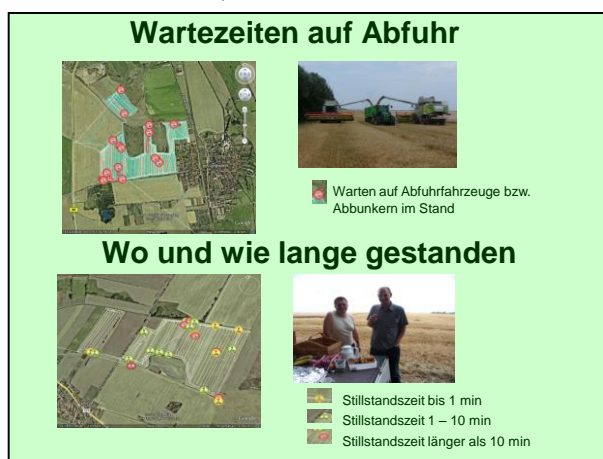 Wartezeiten auf Abfuhr
Warten auf Abfuhrfahrzeuge bzw.
Abbunkern im Stand
Wo und wie lange gestanden
Stillstandszeit bis 1 min
Stillstandszeit 1 – 10 min
Stillstandszeit länger als 10 min